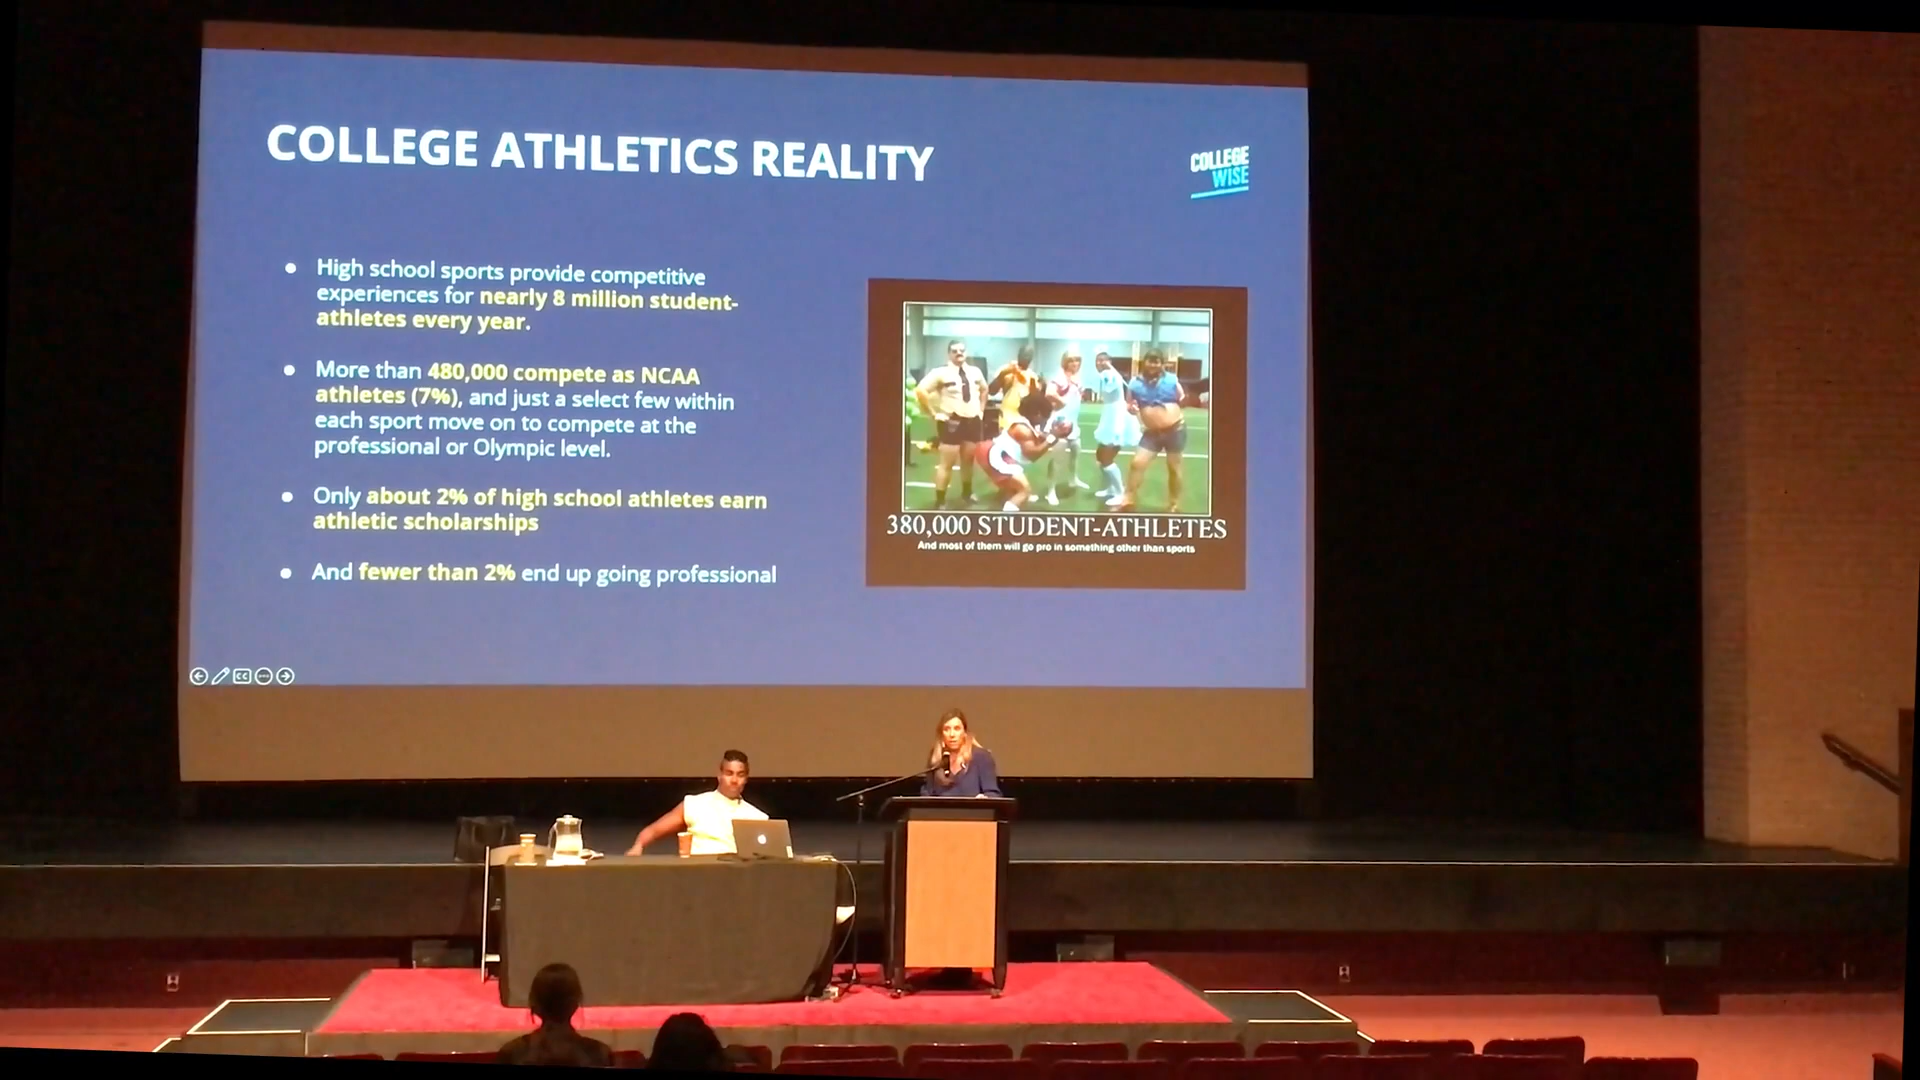 COLLEGE ATHLETICS REALITY
COLLEGE
WISE
● High school sports provide competitive
experiences for nearly 8 million student-
athletes every year.
● More than 480,000 compete as NCAA
athletes (7%), and just a select few within
each sport move on to compete at the
professional or Olympic level.
● Only about 2% of high school athletes earn
athletic scholarships
● And fewer than 2% end up going professional
380,000 STUDENT-ATHLETES
And most of them will go pro in something other than sports
CC